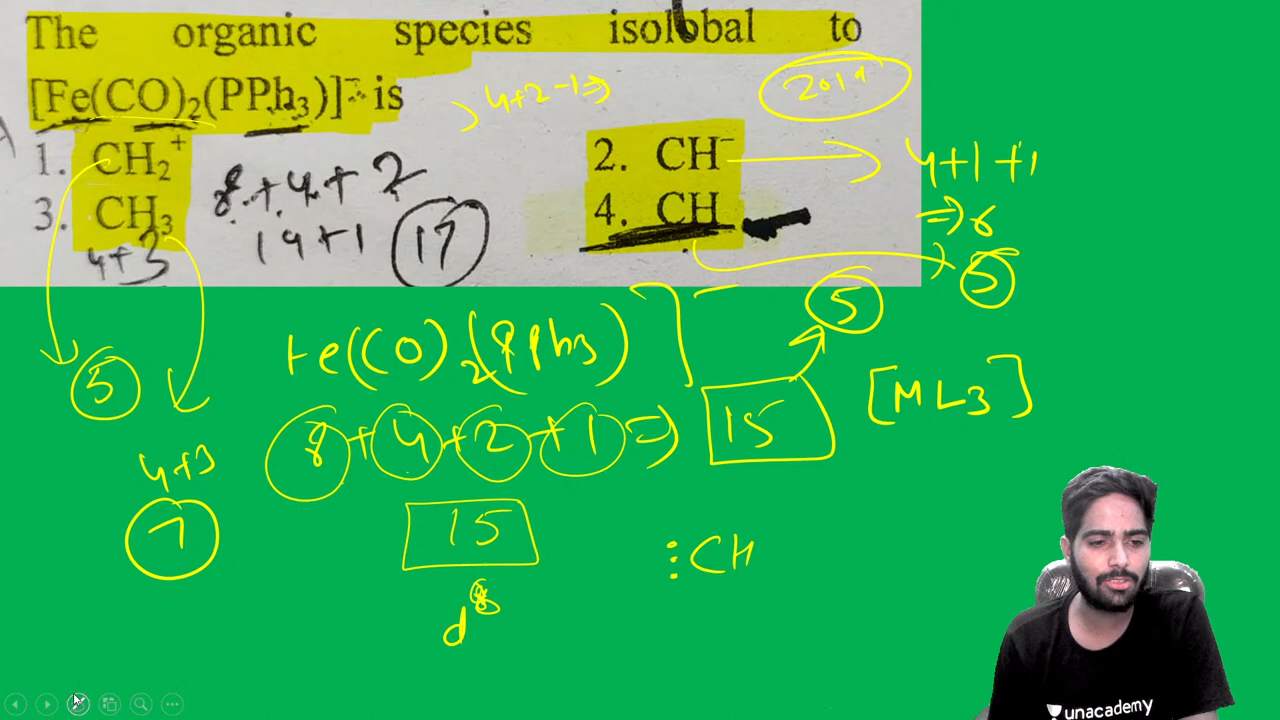 The organic species isolobal to
[Fe(CO)₂(PPh₃)]⁻ is
4+2-1⇒
2019
1. CH₂⁺
2. CH⁻
4+1+1
⇒6
3. CH₃
4. CH
5
4+3
8+4+2
14+1
17
Fe(CO)₂(PPh₃)]⁻
5
5
8+4+2+1⇒15
[ML3]
4+3
7
15
d⁸
⋮CH
unacademy